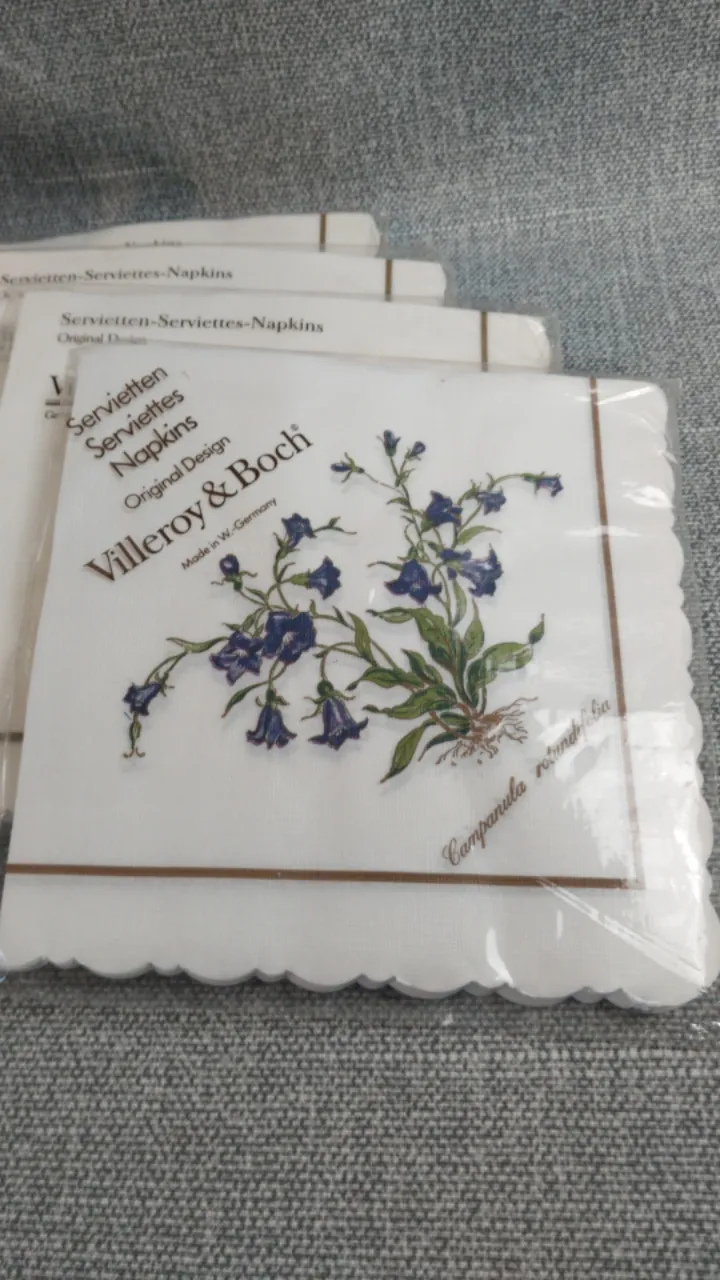 Napkins
Servietten-Serviettes-Napkins
Servietten-Serviettes-Napkins
Original Design
Servietten
Serviettes
Napkins
Original Design
Villeroy & Boch©
Made in W.-Germany
Campanula rotundifolia